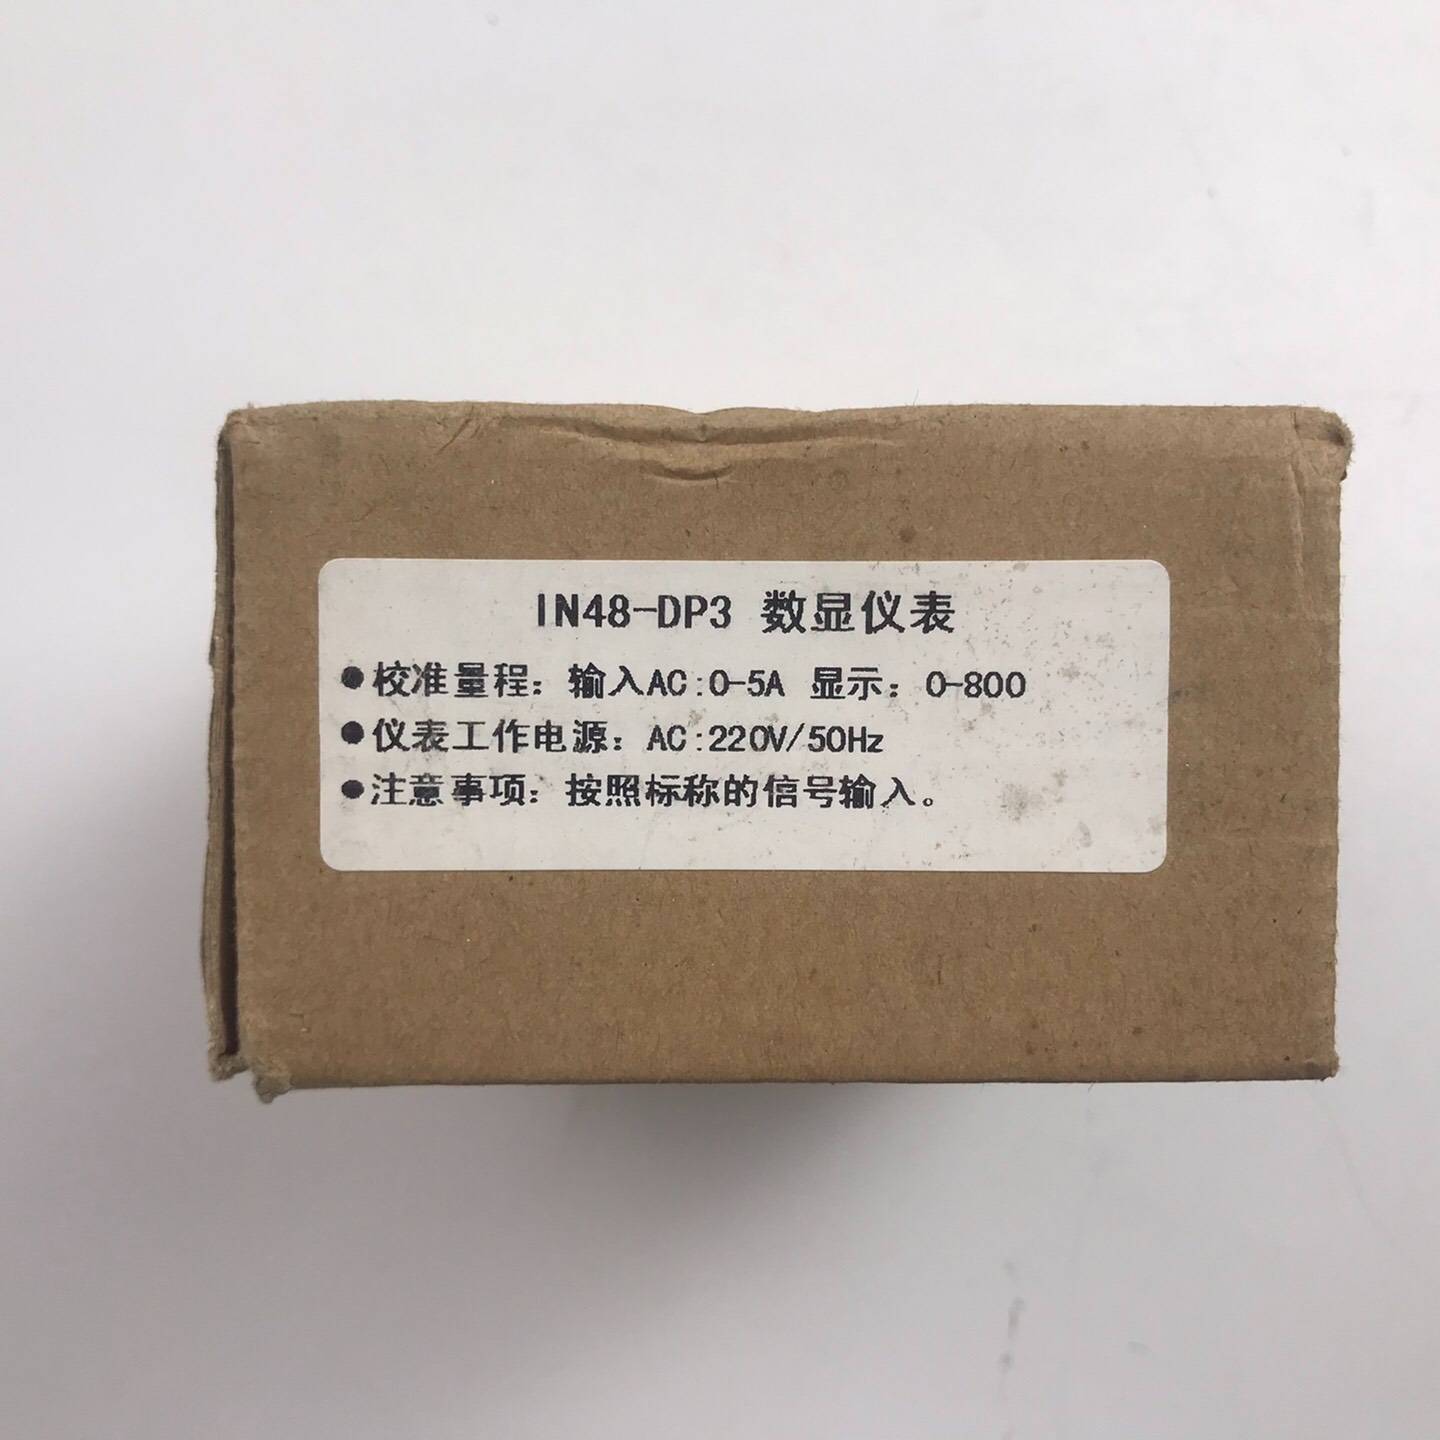 IN48-DP3 数显仪表
●校准量程：输入AC:0-5A 显示：0-800
●仪表工作电源：AC:220V/50Hz
●注意事项：按照标称的信号输入。